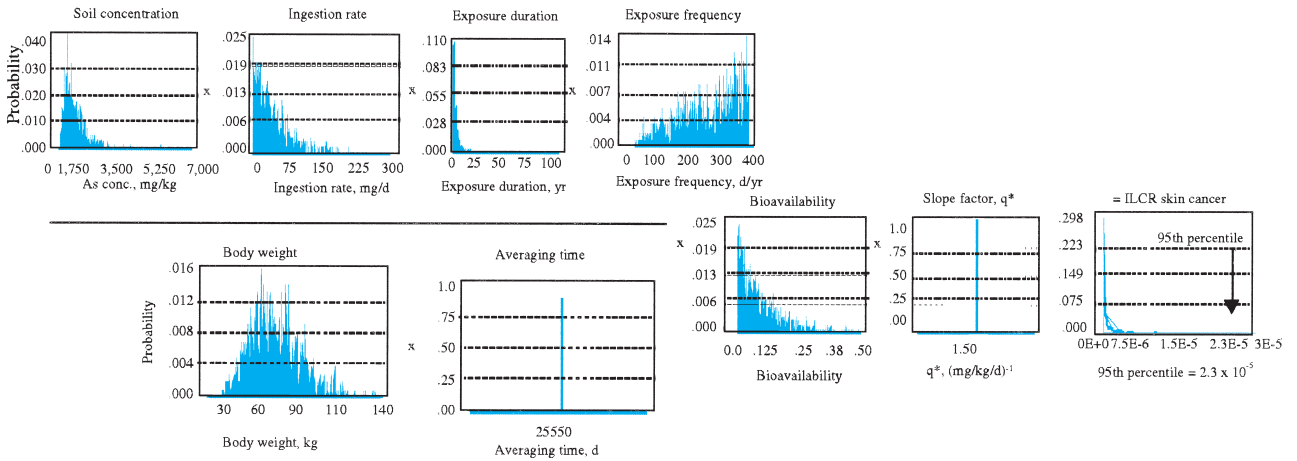 Soil concentration
.040
.030
.020
.010
.000
Probability
0 1,750 3,500 5,250 7,000
As conc., mg/kg
x
Ingestion rate
.025
.019
.013
.006
.000
0 75 150 225 300
Ingestion rate, mg/d
x
Exposure duration
.110
.083
.055
.028
.000
0 25 50 75 100
Exposure duration, yr
x
Exposure frequency
.014
.011
.007
.004
.000
0 100 200 300 400
Exposure frequency, d/yr
Body weight
.016
.012
.008
.004
.000
Probability
30 60 90 110 140
Body weight, kg
x
Averaging time
1.0
.75
.50
.25
.00
25550
Averaging time, d
x
Bioavailability
.025
.019
.013
.006
.000
0.0 .125 .25 .38 .50
Bioavailability
x
Slope factor, q*
1.0
.75
.50
.25
.00
1.50
q*, (mg/kg/d)⁻¹
= ILCR skin cancer
.298
.223
.149
.075
.000
95th percentile
0E+0 7.5E-6 1.5E-5 2.3E-5 3E-5
95th percentile = 2.3 x 10⁻⁵